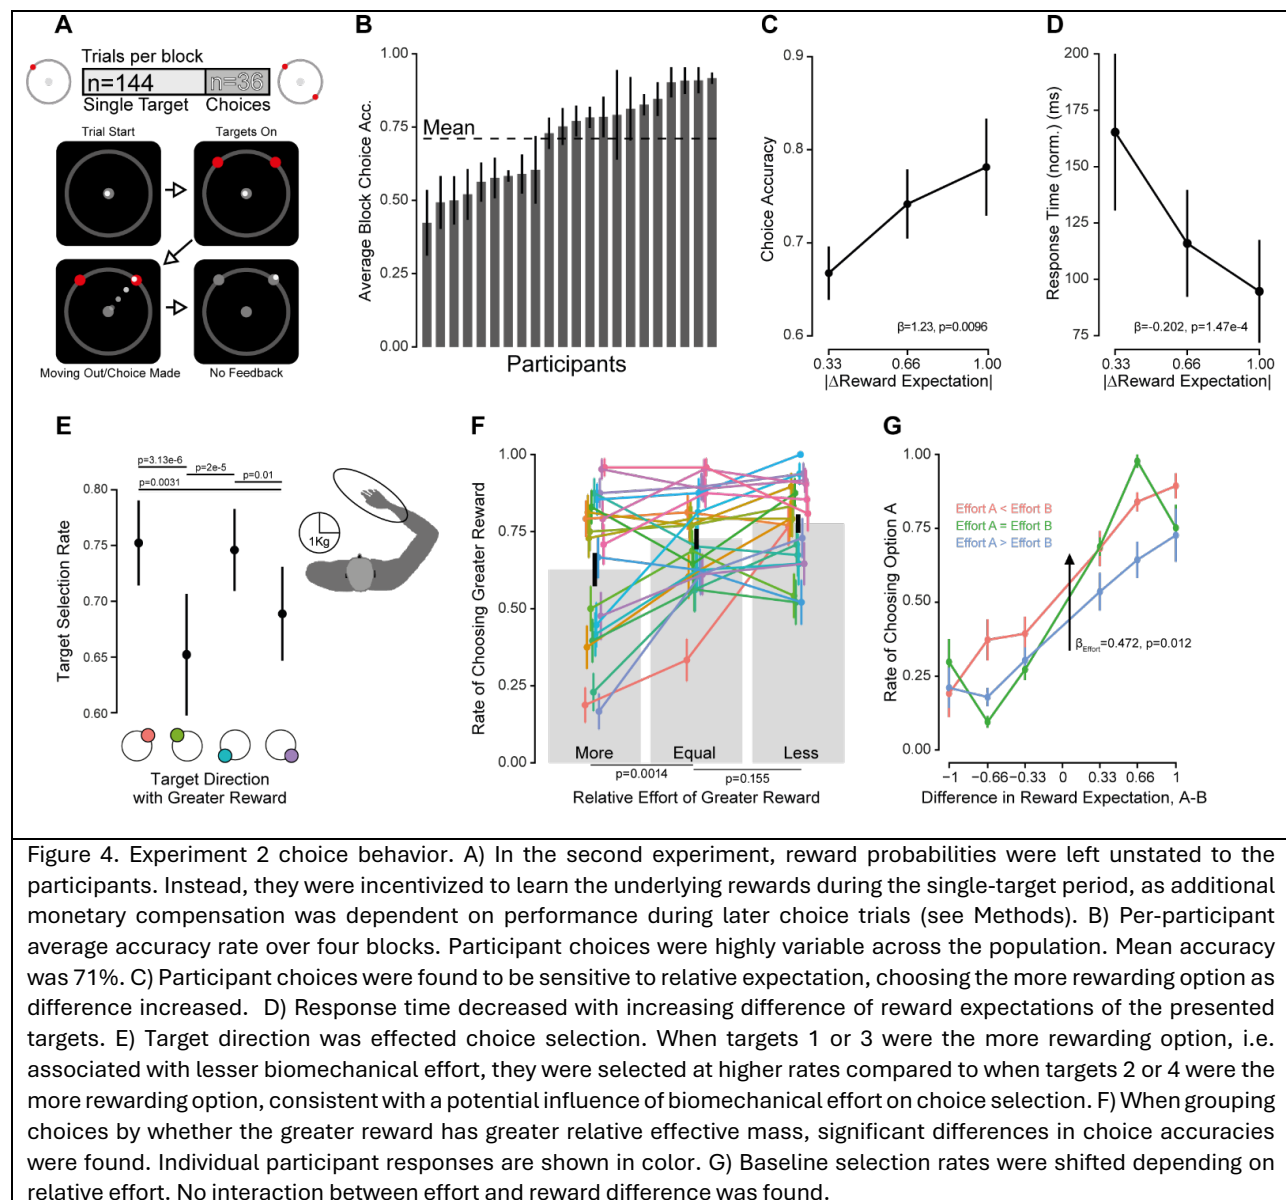 A
Trials per block
n=144
n=36
Single Target
Choices
Trial Start
Targets On
Moving Out/Choice Made
No Feedback
B
Average Block Choice Acc.
1.00
0.75
0.50
0.25
0.00
Mean
Participants
C
Choice Accuracy
0.9
0.8
0.7
0.6
β=1.23, p=0.0096
0.33 0.66 1.00
|ΔReward Expectation|
D
Response Time (norm.) (ms)
200
175
150
125
100
75
β=-0.202, p=1.47e-4
0.33 0.66 1.00
|ΔReward Expectation|
E
p=3.13e-6
p=2e-5
p=0.01
p=0.0031
Target Selection Rate
0.80
0.75
0.70
0.65
0.60
1Kg
Target Direction
with Greater Reward
F
Rate of Choosing Greater Reward
1.00
0.75
0.50
0.25
0.00
More Equal Less
p=0.0014
p=0.155
Relative Effort of Greater Reward
G
Rate of Choosing Option A
1.00
0.75
0.50
0.25
0.00
Effort A < Effort B
Effort A = Effort B
Effort A > Effort B
βEffort=0.472, p=0.012
−1 −0.66 −0.33 0 0.33 0.66 1
Difference in Reward Expectation, A-B
Figure 4. Experiment 2 choice behavior. A) In the second experiment, reward probabilities were left unstated to the
participants. Instead, they were incentivized to learn the underlying rewards during the single-target period, as additional
monetary compensation was dependent on performance during later choice trials (see Methods). B) Per-participant
average accuracy rate over four blocks. Participant choices were highly variable across the population. Mean accuracy
was 71%. C) Participant choices were found to be sensitive to relative expectation, choosing the more rewarding option as
difference increased. D) Response time decreased with increasing difference of reward expectations of the presented
targets. E) Target direction was effected choice selection. When targets 1 or 3 were the more rewarding option, i.e.
associated with lesser biomechanical effort, they were selected at higher rates compared to when targets 2 or 4 were the
more rewarding option, consistent with a potential influence of biomechanical effort on choice selection. F) When grouping
choices by whether the greater reward has greater relative effective mass, significant differences in choice accuracies
were found. Individual participant responses are shown in color. G) Baseline selection rates were shifted depending on
relative effort. No interaction between effort and reward difference was found.